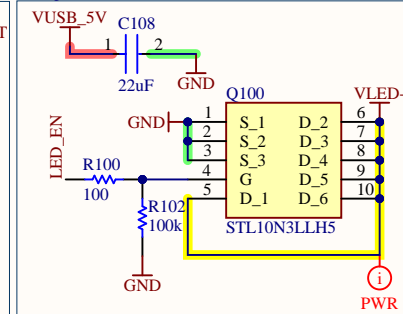 VUSB_5V
C108
1
2
22uF
GND
Q100
VLED-
GND
1
S_1
D_2
6
2
S_2
D_3
7
3
S_3
D_4
8
4
G
D_5
9
5
D_1
D_6
10
LED_EN
R100
100
R102
100k
STL10N3LLH5
GND
i
PWR
T